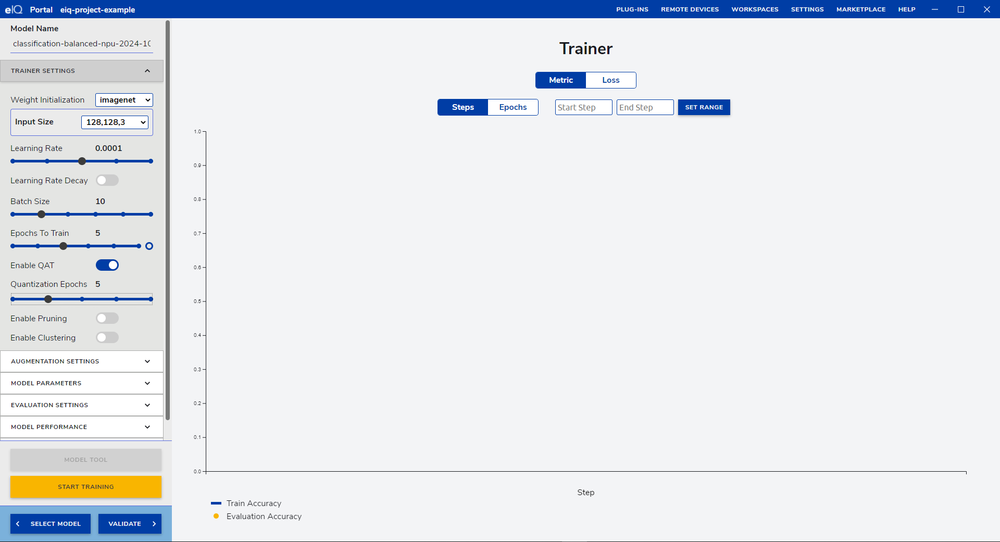 eIQ Portal eiq-project-example
PLUG-INS REMOTE DEVICES WORKSPACES SETTINGS MARKETPLACE HELP
Model Name
classification-balanced-npu-2024-10
TRAINER SETTINGS
Weight Initialization imagenet
Input Size 128,128,3
Learning Rate 0.0001
Learning Rate Decay
Batch Size 10
Epochs To Train 5
Enable QAT
Quantization Epochs 5
Enable Pruning
Enable Clustering
AUGMENTATION SETTINGS
MODEL PARAMETERS
EVALUATION SETTINGS
MODEL PERFORMANCE
MODEL TOOL
START TRAINING
SELECT MODEL VALIDATE
Trainer
Metric Loss
Steps Epochs Start Step End Step SET RANGE
1.0
0.9
0.8
0.7
0.6
0.5
0.4
0.3
0.2
0.1
0.0
Step
Train Accuracy
Evaluation Accuracy